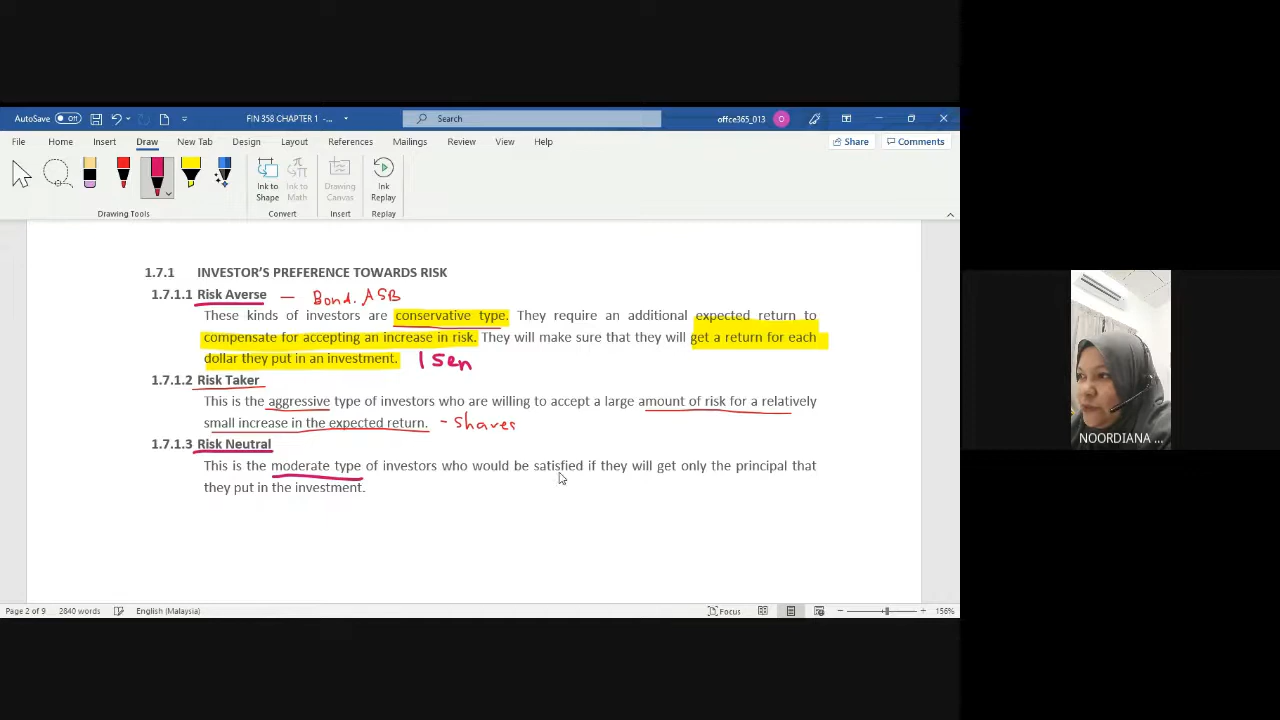 AutoSave Off FIN 358 CHAPTER 1 -... Search offce365_013 O
File Home Insert Draw New Tab Design Layout References Mailings Review View Help Share Comments
Ink to Shape Ink to Math Drawing Canvas Ink Replay
Drawing Tools Convert Insert Replay
1.7.1 INVESTOR'S PREFERENCE TOWARDS RISK
1.7.1.1 Risk Averse — Bond. ASB
These kinds of investors are conservative type. They require an additional expected return to
compensate for accepting an increase in risk. They will make sure that they will get a return for each
dollar they put in an investment. 1 Sen
1.7.1.2 Risk Taker
This is the aggressive type of investors who are willing to accept a large amount of risk for a relatively
small increase in the expected return. - Shares
1.7.1.3 Risk Neutral
This is the moderate type of investors who would be satisfied if they will get only the principal that
they put in the investment.
NOORDIANA ...
Page 2 of 9 2840 words English (Malaysia) Focus 156%